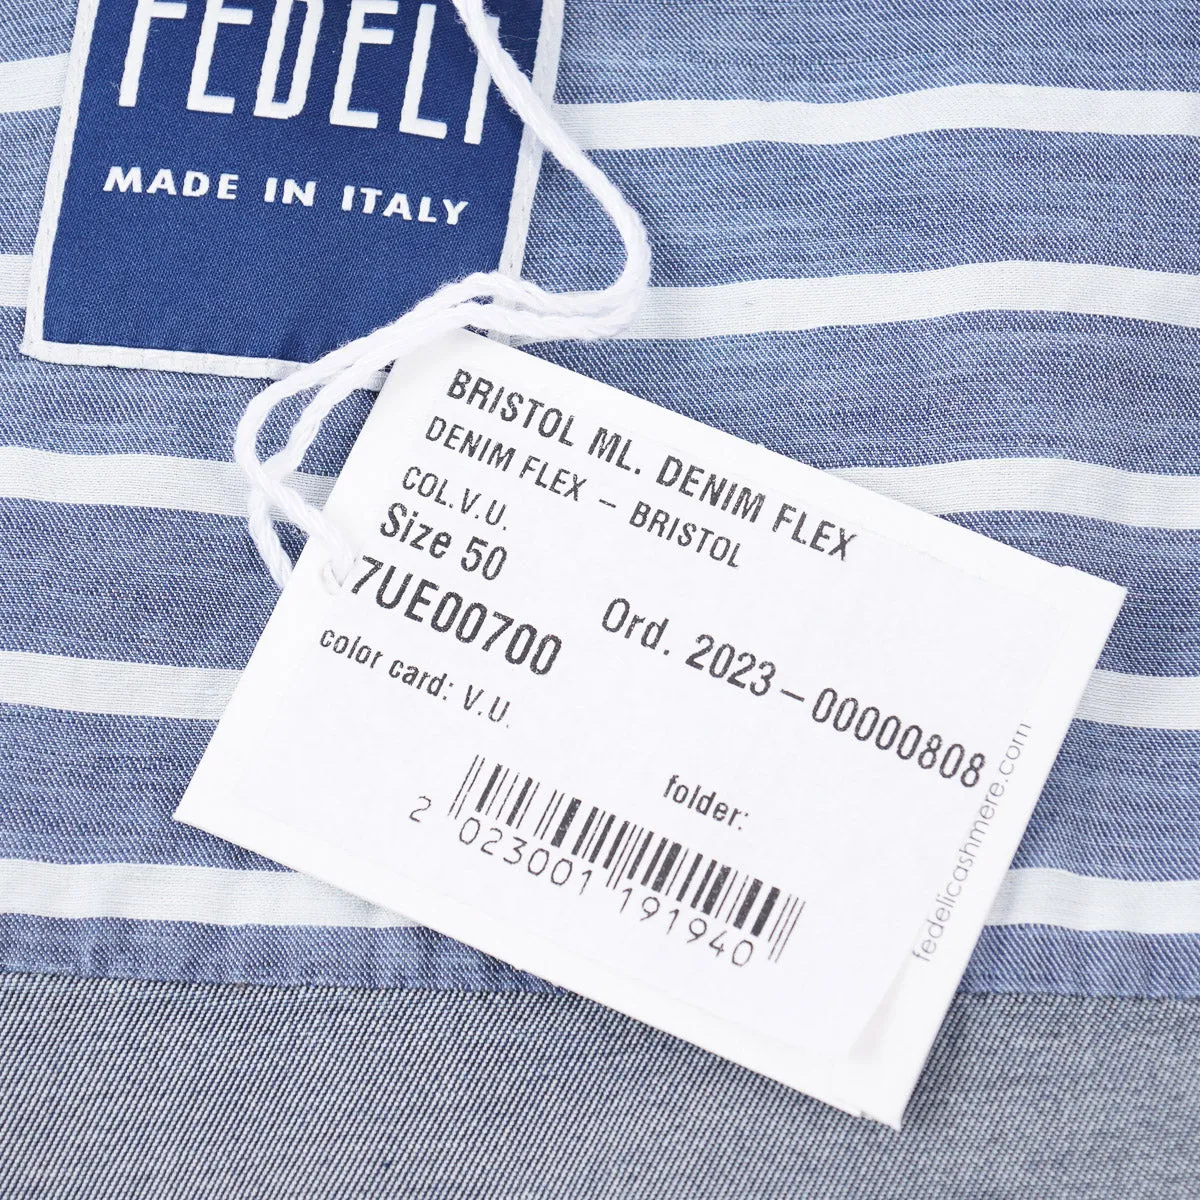 FEDELI
MADE IN ITALY
BRISTOL ML. DENIM FLEX
DENIM FLEX – BRISTOL
COL.V.U.
Size 50
7UE00700
Ord. 2023–00000808
color card: V.U.
folder:
2 023001 191940
fedelicashmere.com